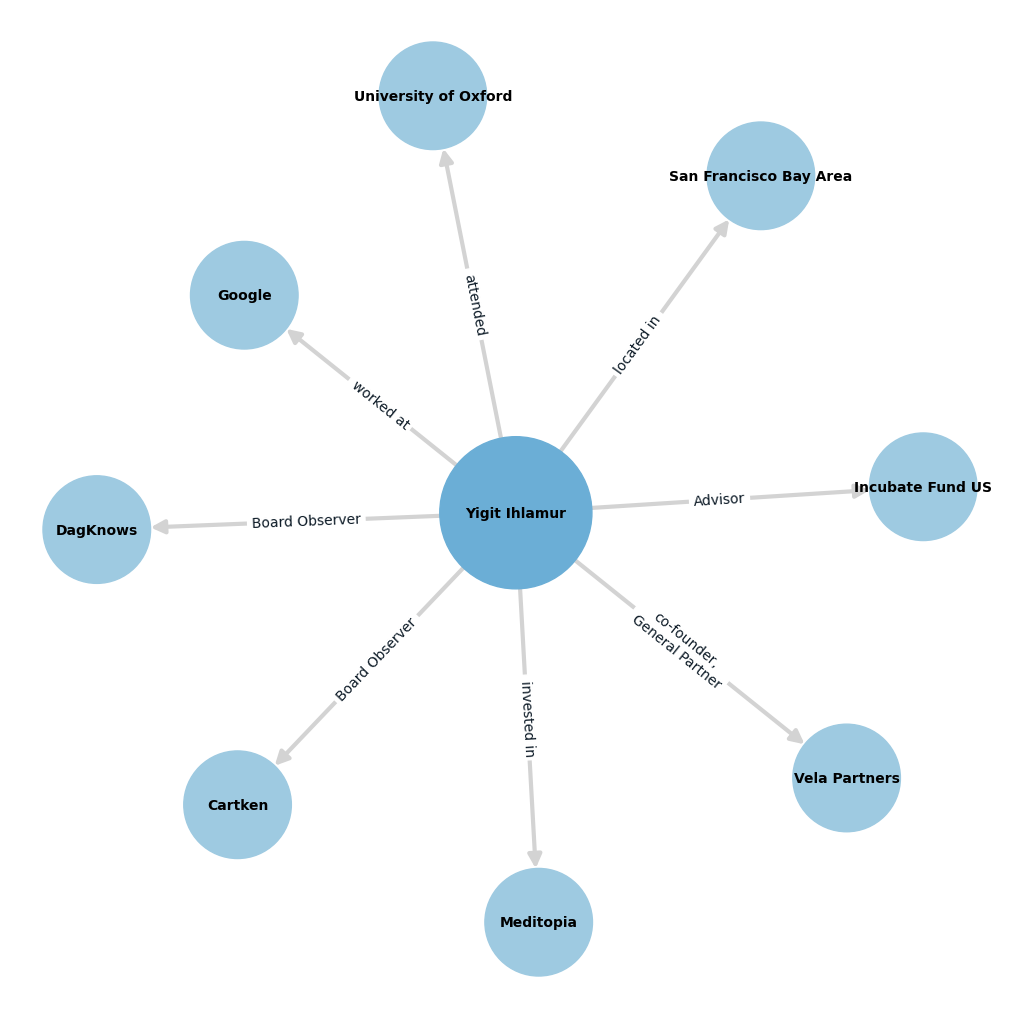 University of Oxford
San Francisco Bay Area
Google
attended
located in
worked at
Incubate Fund US
Advisor
Yigit Ihlamur
Board Observer
DagKnows
co-founder,
General Partner
Board Observer
invested in
Vela Partners
Cartken
Meditopia